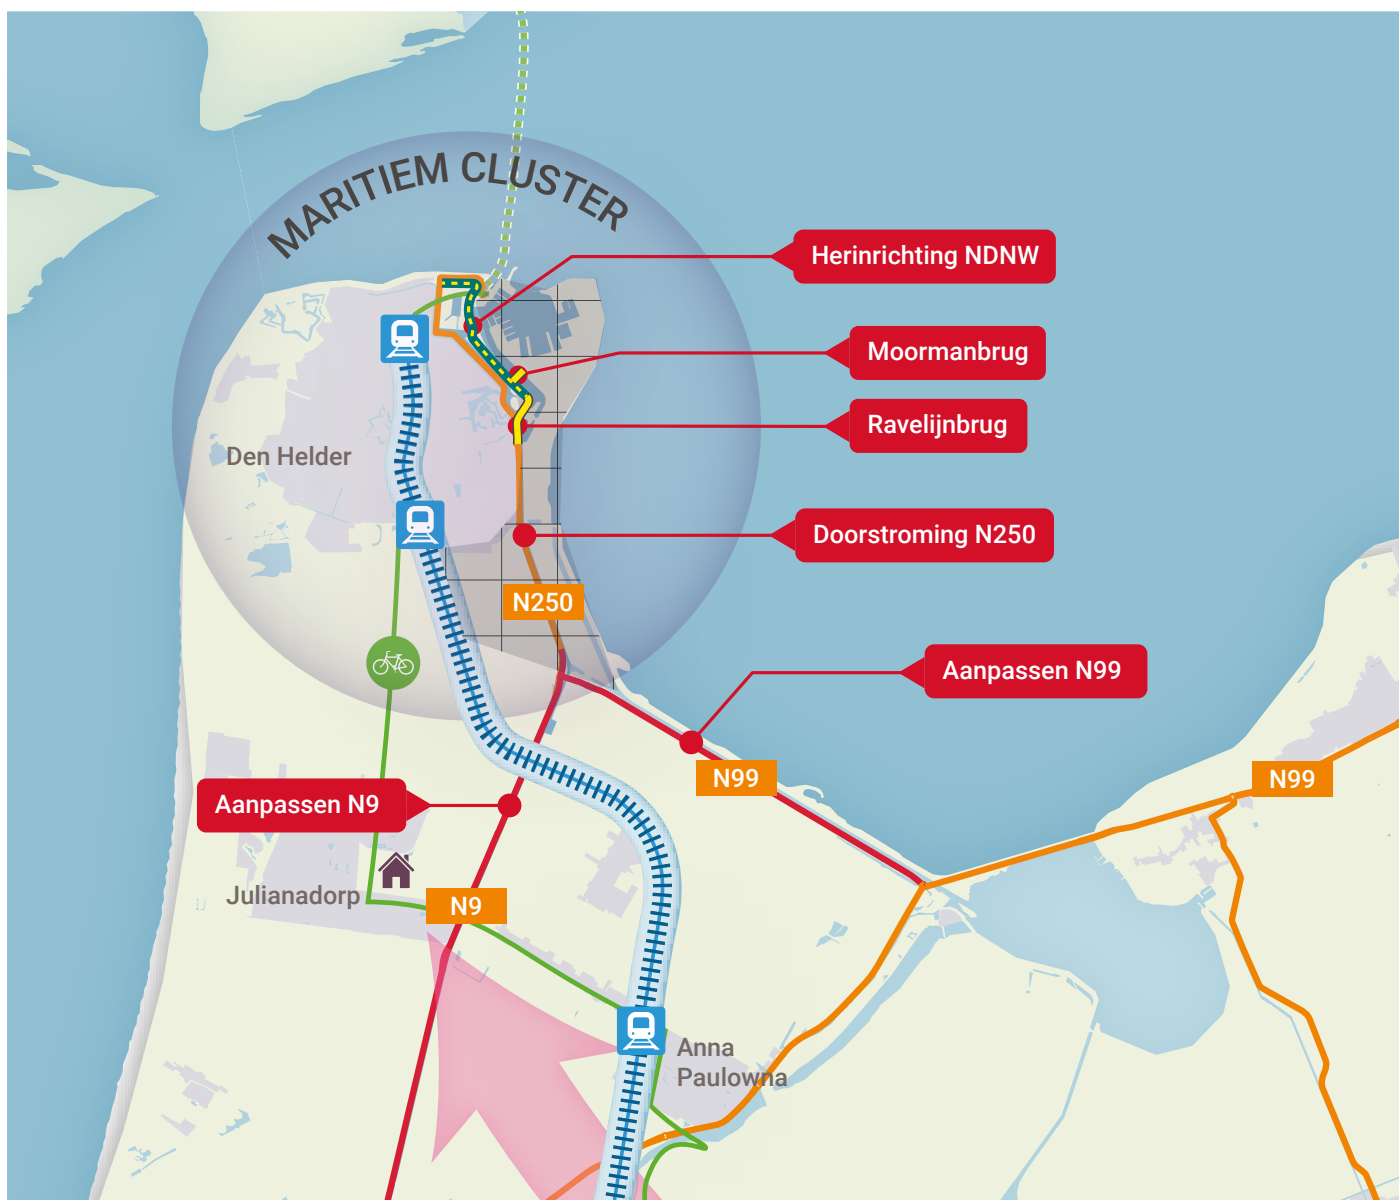 MARITIEM CLUSTER
Herinrichting NDNW
Moormanbrug
Ravelijnbrug
Den Helder
Doorstroming N250
N250
Aanpassen N99
N99
N99
Aanpassen N9
Julianadorp
N9
Anna
Paulowna